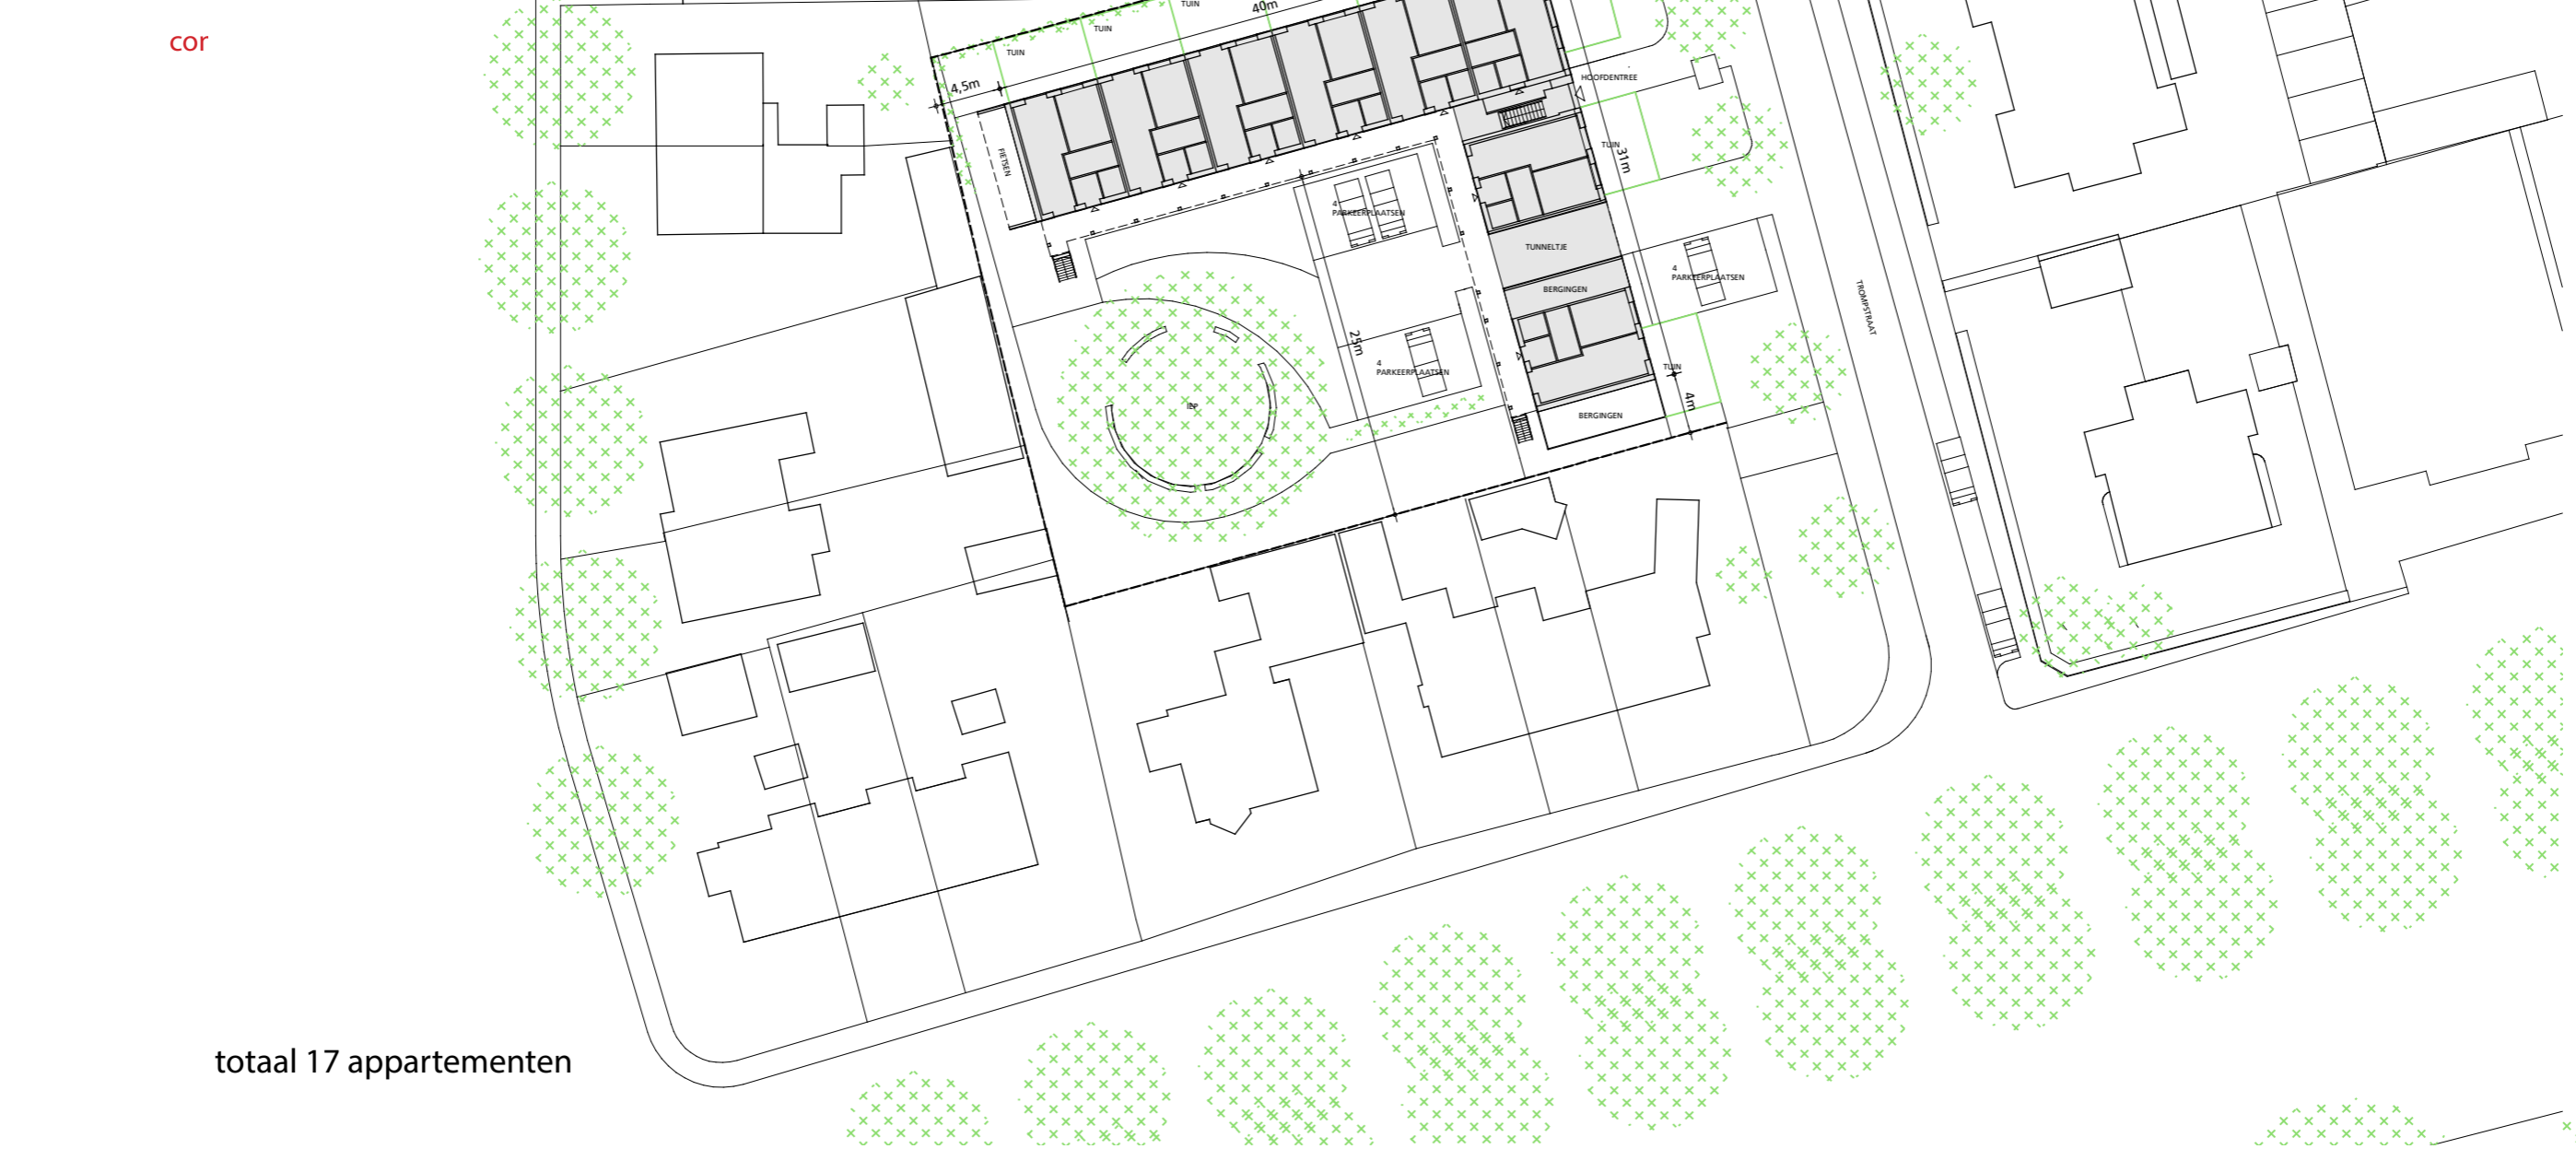 TUIN
40m
TUIN
TUIN
cor
4,5m
HOOFDENTREE
FIETSEN
TUIN
31m
4
PARKEERPLAATSEN
TUNNELTJE
4
PARKEERPLAATSEN
BERGINGEN
TROMPSTRAAT
25m
4
PARKEERPLAATSEN
TUIN
IEP
4m
BERGINGEN
totaal 17 appartementen